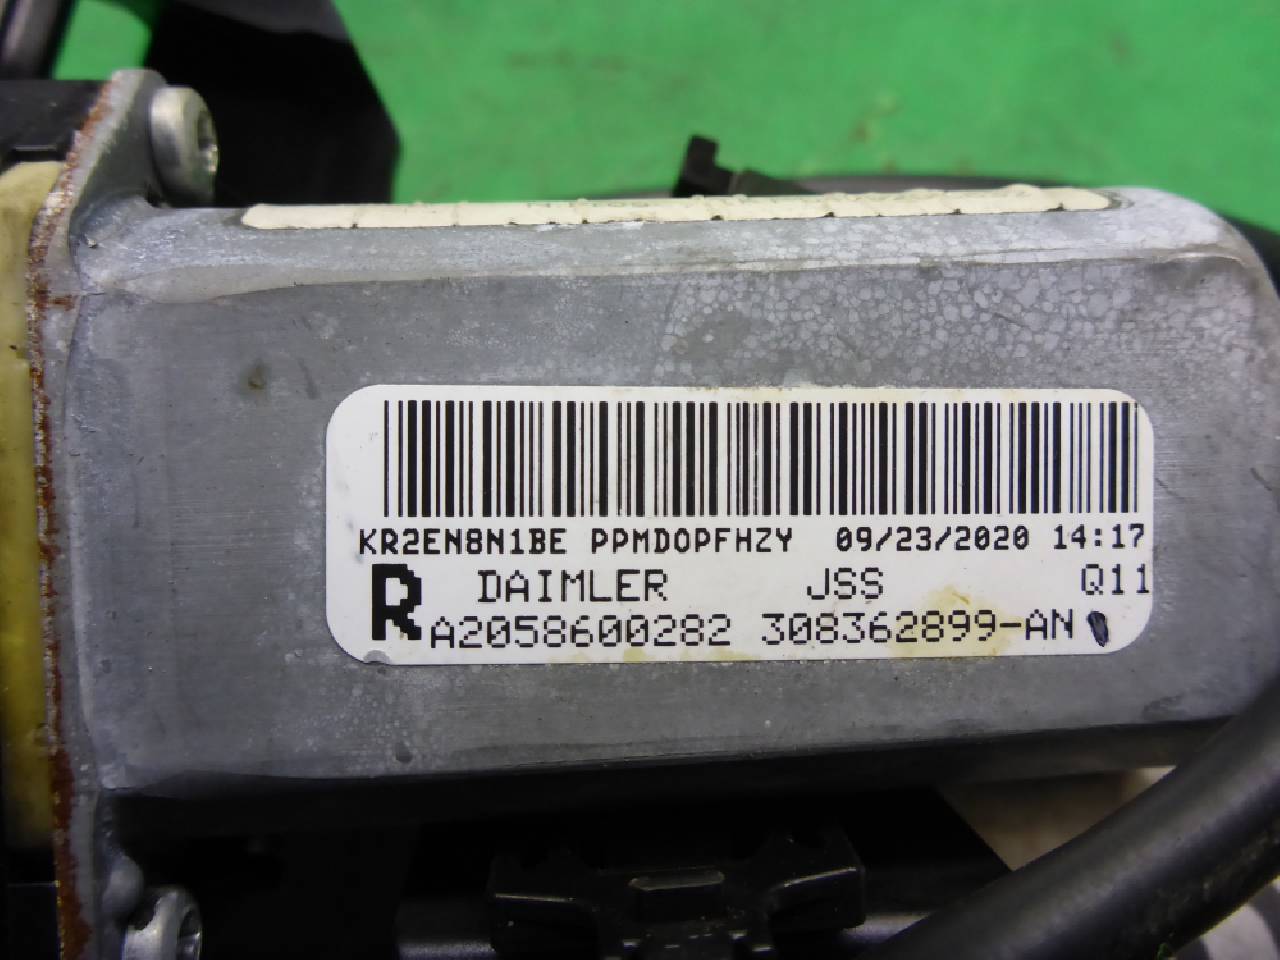 KR2EN8N1BE PPMDOPFHZY 09/23/2020 14:17
R DAIMLER JSS Q11
A2058600282 308362899-AN